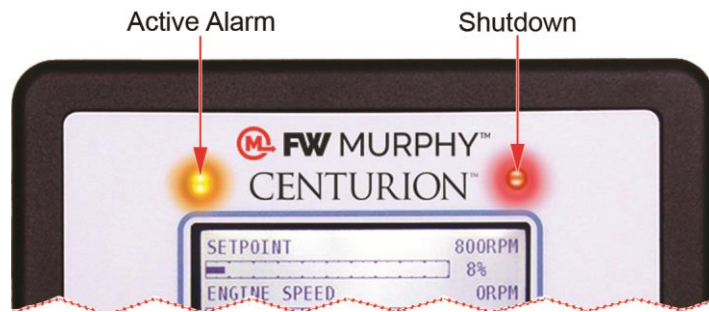 Active Alarm Shutdown
M FW MURPHY™
CENTURION™
SETPOINT 800RPM
8%
ENGINE SPEED 0RPM